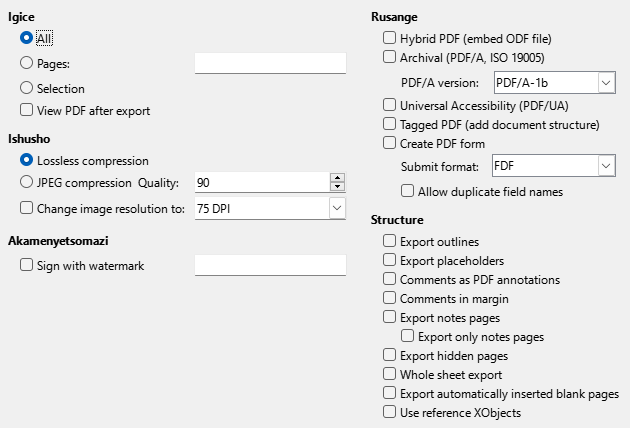 Igice
All
Pages:
Selection
View PDF after export
Ishusho
Lossless compression
JPEG compression Quality: 90
Change image resolution to: 75 DPI
Akamenyetsomazi
Sign with watermark
Rusange
Hybrid PDF (embed ODF file)
Archival (PDF/A, ISO 19005)
PDF/A version: PDF/A-1b
Universal Accessibility (PDF/UA)
Tagged PDF (add document structure)
Create PDF form
Submit format: FDF
Allow duplicate field names
Structure
Export outlines
Export placeholders
Comments as PDF annotations
Comments in margin
Export notes pages
Export only notes pages
Export hidden pages
Whole sheet export
Export automatically inserted blank pages
Use reference XObjects